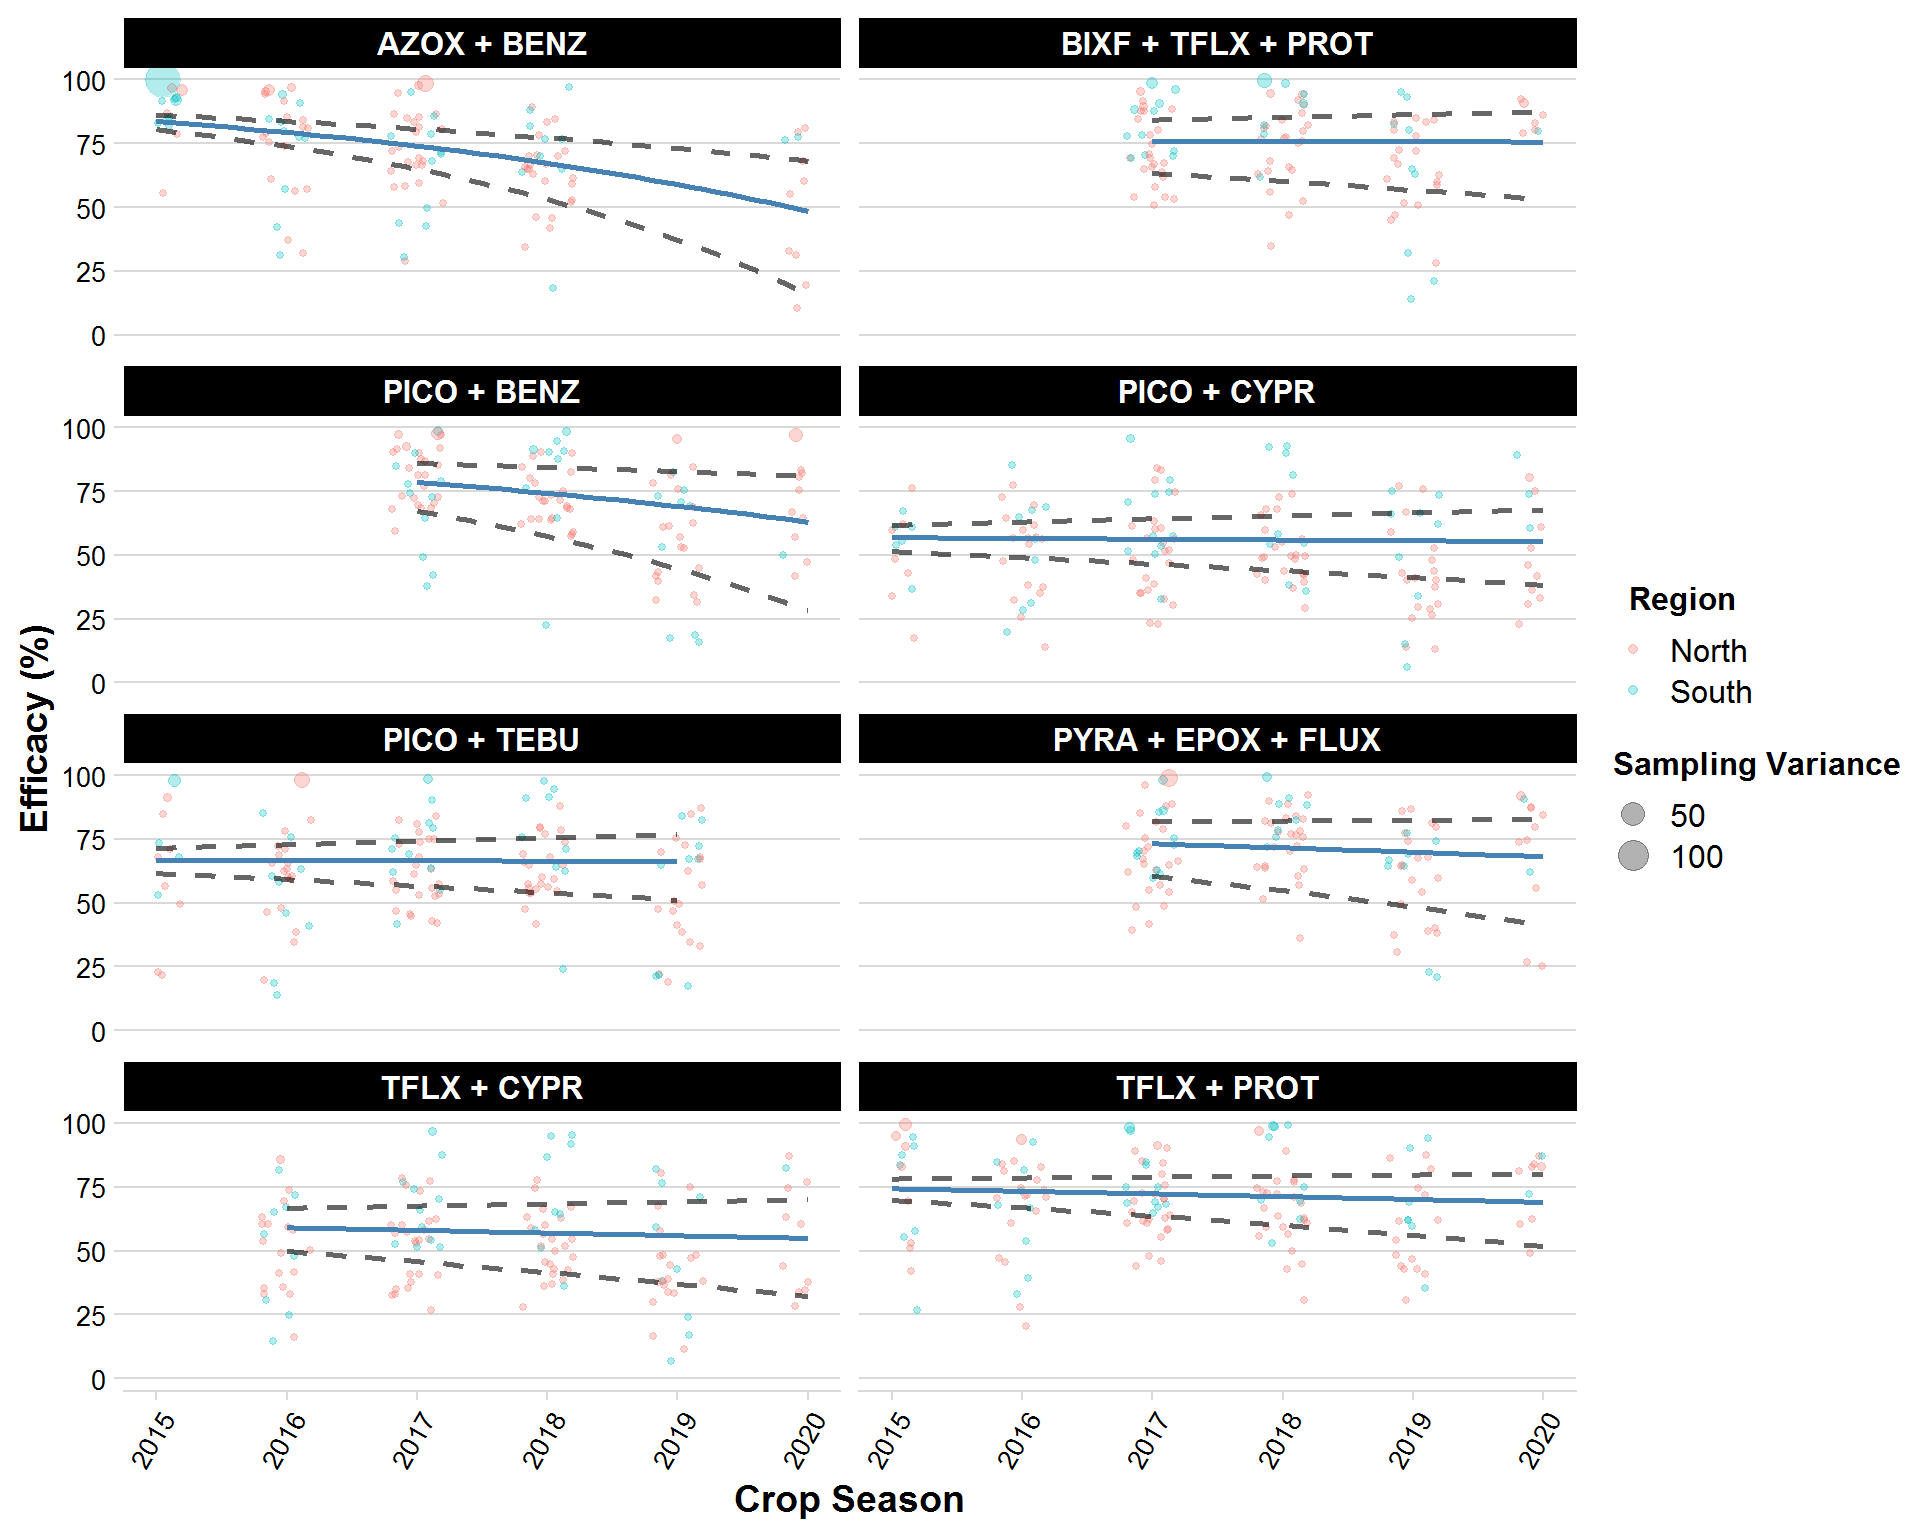 AZOX + BENZ
BIXF + TFLX + PROT
100
75
50
25
0
PICO + BENZ
PICO + CYPR
100
75
50
25
0
PICO + TEBU
PYRA + EPOX + FLUX
100
75
50
25
0
TFLX + CYPR
TFLX + PROT
100
75
50
25
0
2015
2016
2017
2018
2019
2020
2015
2016
2017
2018
2019
2020
Crop Season
Efficacy (%)
Region
North
South
Sampling Variance
50
100